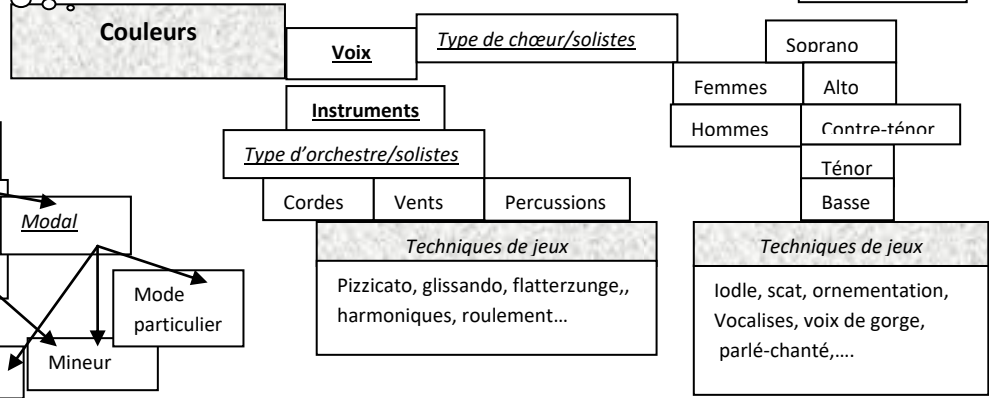 Couleurs
Voix
Type de chœur/solistes
Soprano
Femmes
Alto
Instruments
Hommes
Contre-ténor
Type d’orchestre/solistes
Ténor
Cordes
Vents
Percussions
Basse
Modal
Techniques de jeux
Pizzicato, glissando, flatterzunge,,
harmoniques, roulement…
Techniques de jeux
Iodle, scat, ornementation,
Vocalises, voix de gorge,
parlé-chanté,….
Mode
particulier
Mineur